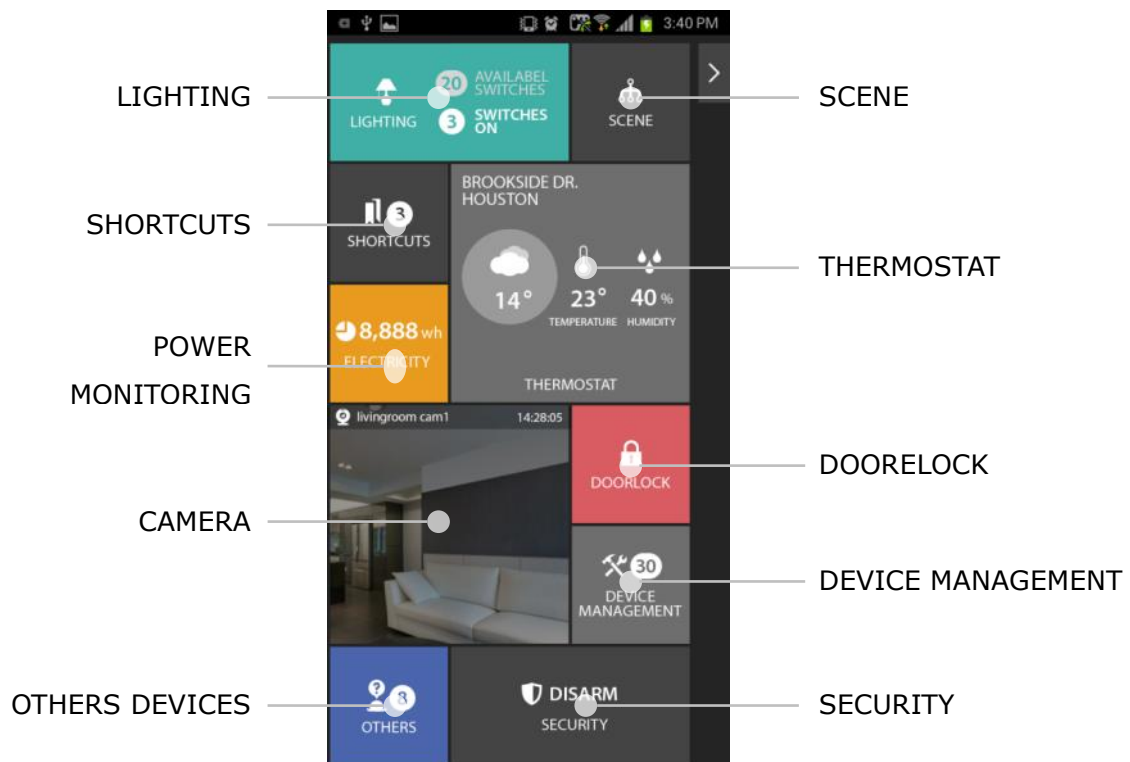 3:40 PM
LIGHTING
20 AVAILABEL
SWITCHES
3 SWITCHES
ON
LIGHTING
SCENE
SCENE
SHORTCUTS
3
SHORTCUTS
BROOKSIDE DR.
HOUSTON
14°
23°
TEMPERATURE
40 %
HUMIDITY
THERMOSTAT
THERMOSTAT
POWER
MONITORING
8,888 wh
ELECTRICITY
livingroom cam1
14:28:05
CAMERA
DOORLOCK
DOORELOCK
30
DEVICE
MANAGEMENT
DEVICE MANAGEMENT
OTHERS DEVICES
8
OTHERS
DISARM
SECURITY
SECURITY